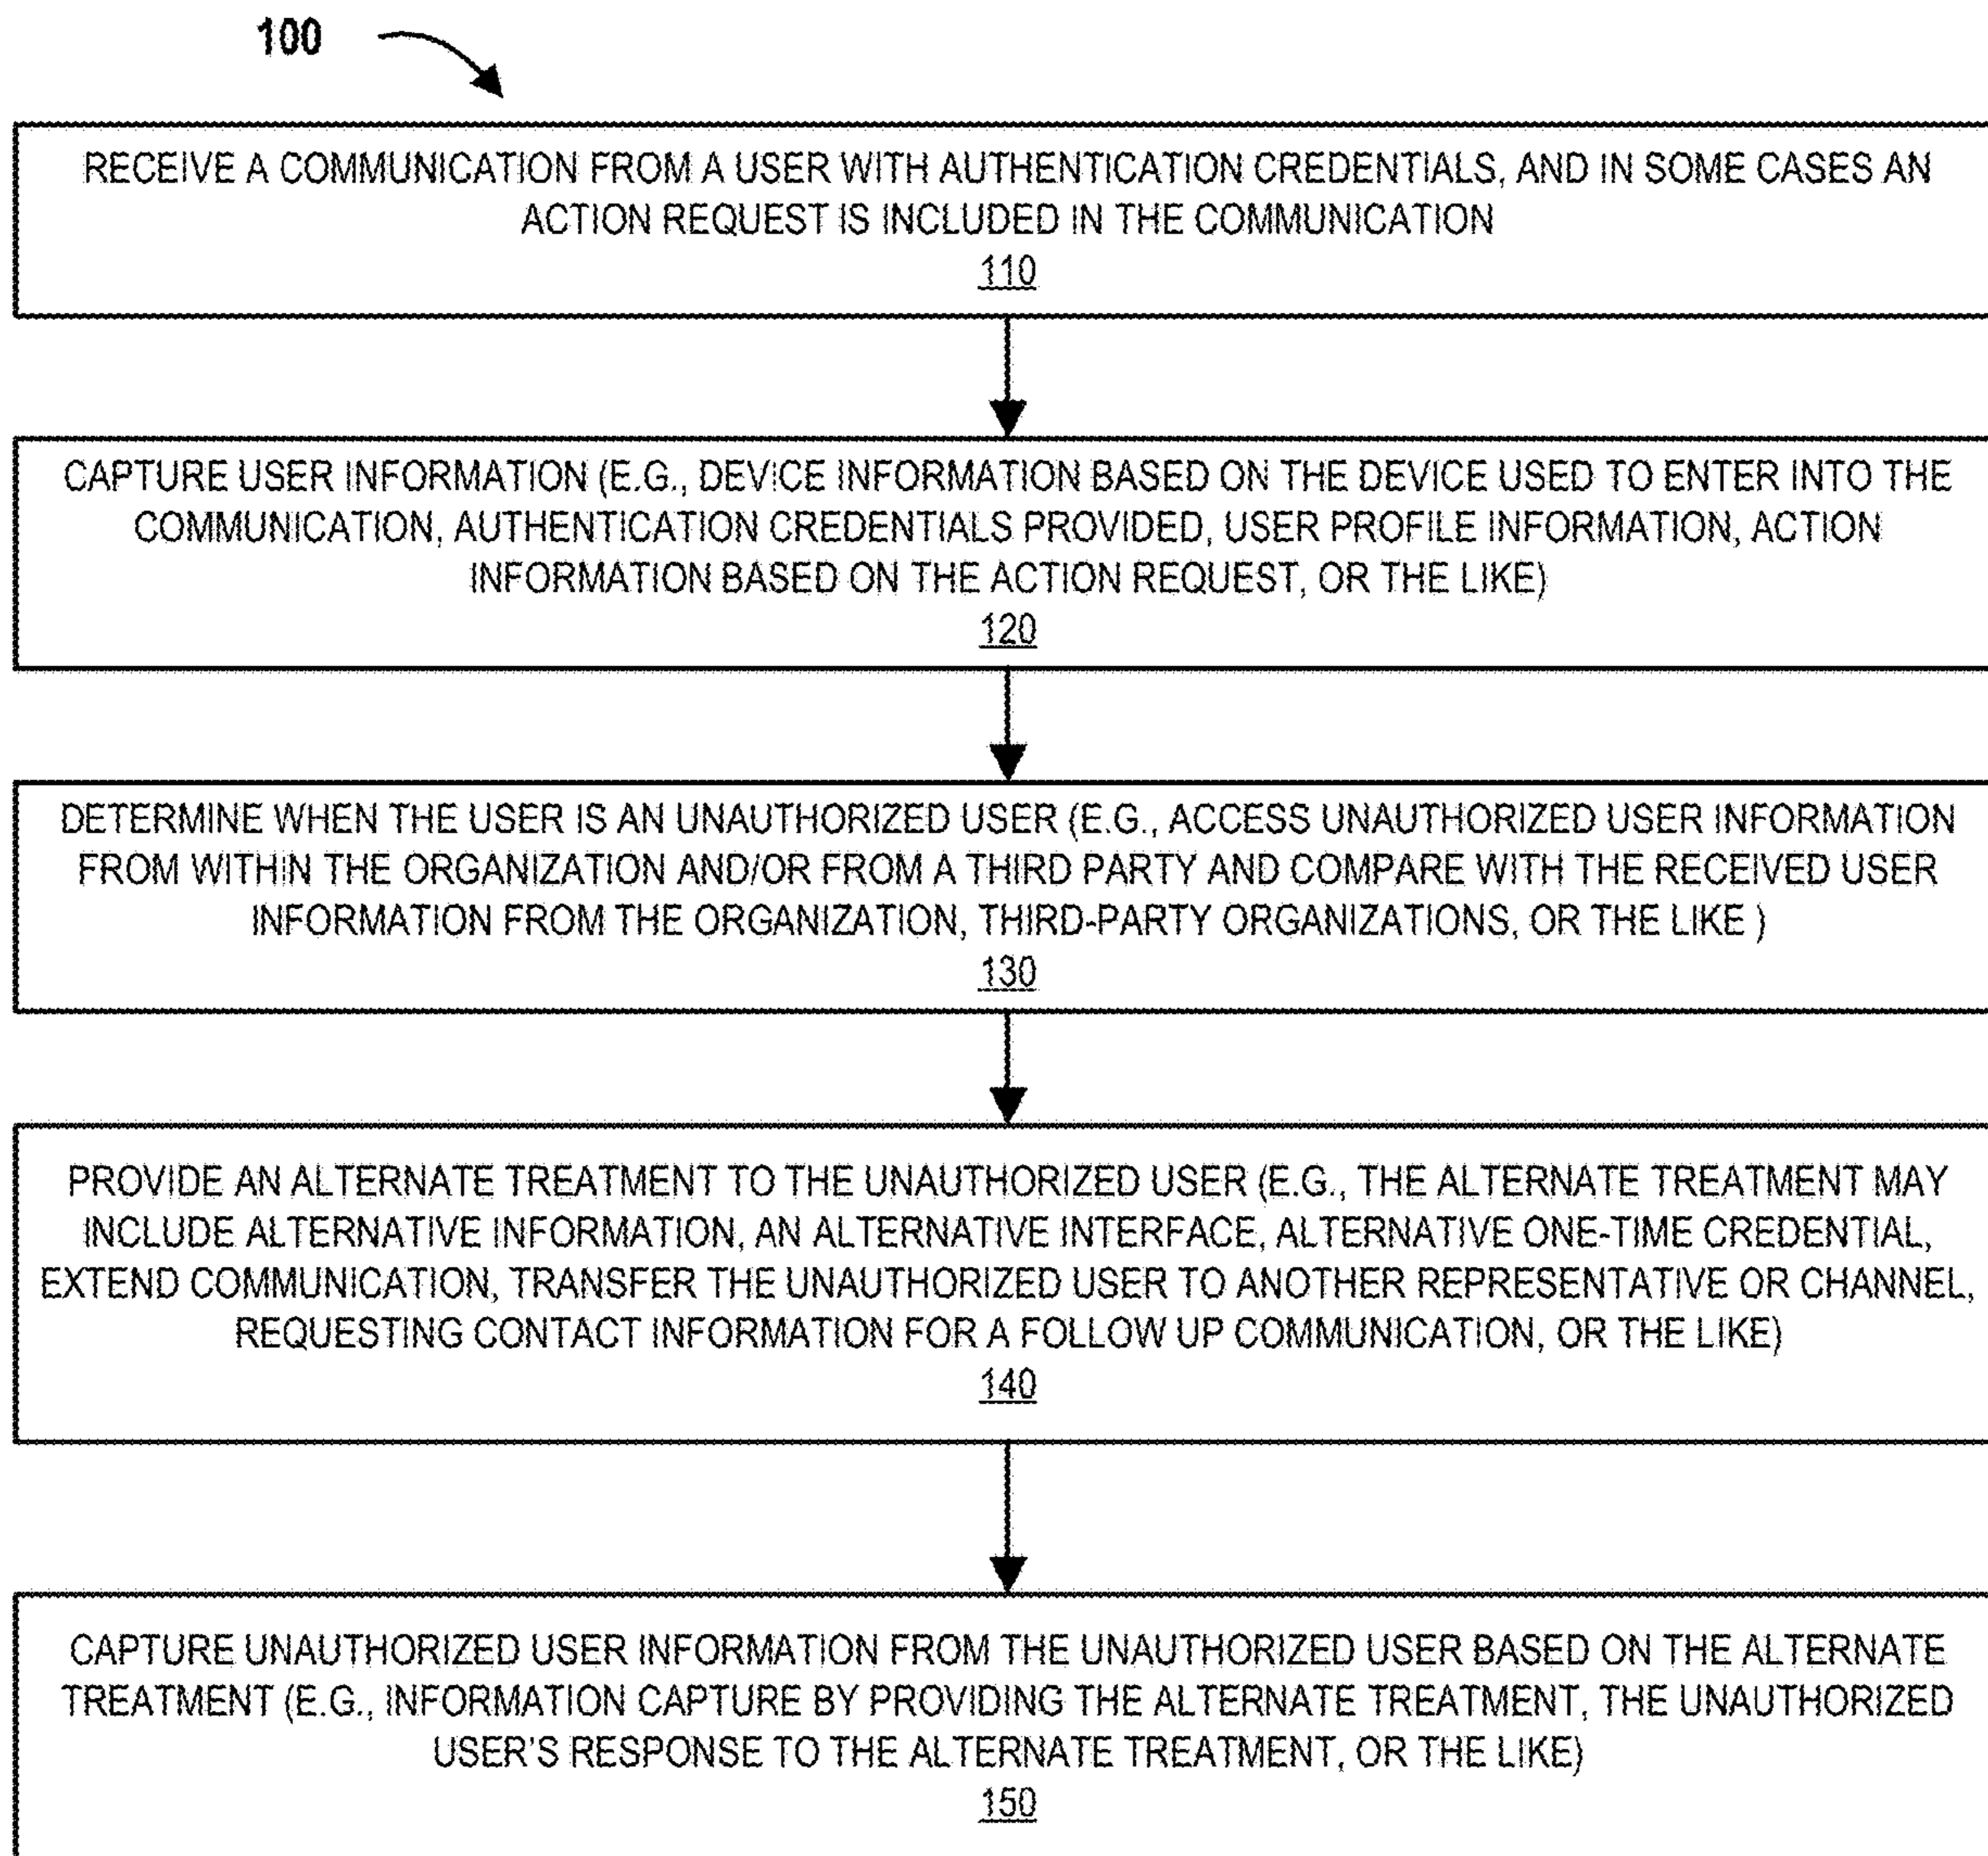 100
RECEIVE A COMMUNICATION FROM A USER WITH AUTHENTICATION CREDENTIALS, AND IN SOME CASES AN
ACTION REQUEST IS INCLUDED IN THE COMMUNICATION
110
CAPTURE USER INFORMATION (E.G., DEVICE INFORMATION BASED ON THE DEVICE USED TO ENTER INTO THE
COMMUNICATION, AUTHENTICATION CREDENTIALS PROVIDED, USER PROFILE INFORMATION, ACTION
INFORMATION BASED ON THE ACTION REQUEST, OR THE LIKE)
120
DETERMINE WHEN THE USER IS AN UNAUTHORIZED USER (E.G., ACCESS UNAUTHORIZED USER INFORMATION
FROM WITHIN THE ORGANIZATION AND/OR FROM A THIRD PARTY AND COMPARE WITH THE RECEIVED USER
INFORMATION FROM THE ORGANIZATION, THIRD-PARTY ORGANIZATIONS, OR THE LIKE )
130
PROVIDE AN ALTERNATE TREATMENT TO THE UNAUTHORIZED USER (E.G., THE ALTERNATE TREATMENT MAY
INCLUDE ALTERNATIVE INFORMATION, AN ALTERNATIVE INTERFACE, ALTERNATIVE ONE-TIME CREDENTIAL,
EXTEND COMMUNICATION, TRANSFER THE UNAUTHORIZED USER TO ANOTHER REPRESENTATIVE OR CHANNEL,
REQUESTING CONTACT INFORMATION FOR A FOLLOW UP COMMUNICATION, OR THE LIKE)
140
CAPTURE UNAUTHORIZED USER INFORMATION FROM THE UNAUTHORIZED USER BASED ON THE ALTERNATE
TREATMENT (E.G., INFORMATION CAPTURE BY PROVIDING THE ALTERNATE TREATMENT, THE UNAUTHORIZED
USER'S RESPONSE TO THE ALTERNATE TREATMENT, OR THE LIKE)
150